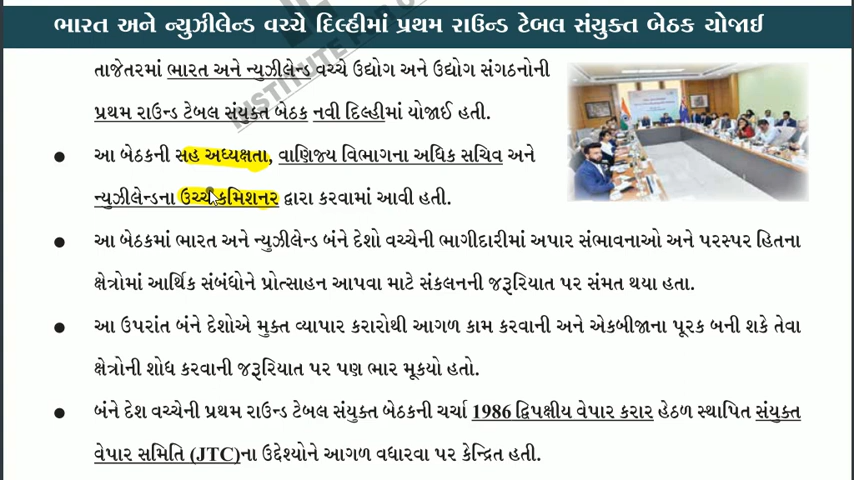 ભારત અને ન્યુઝીલેન્ડ વચ્ચે દિલ્હીમાં પ્રથમ રાઉન્ડ ટેબલ સંયુક્ત બેઠક યોજાઈ
તાજેતરમાં ભારત અને ન્યુઝીલેન્ડ વચ્ચે ઉદ્યોગ અને ઉદ્યોગ સંગઠનોની
પ્રથમ રાઉન્ડ ટેબલ સંયુક્ત બેઠક નવી દિલ્હીમાં યોજાઈ હતી.
● આ બેઠકની સહ અધ્યક્ષતા, વાણિજ્ય વિભાગના અધિક સચિવ અને
ન્યુઝીલેન્ડના ઉચ્ચ કમિશનર દ્વારા કરવામાં આવી હતી.
● આ બેઠકમાં ભારત અને ન્યુઝીલેન્ડ બંને દેશો વચ્ચેની ભાગીદારીમાં અપાર સંભાવનાઓ અને પરસ્પર હિતના
ક્ષેત્રોમાં આર્થિક સંબંધોને પ્રોત્સાહન આપવા માટે સંકલનની જરૂરિયાત પર સંમત થયા હતા.
● આ ઉપરાંત બંને દેશોએ મુક્ત વ્યાપાર કરારોથી આગળ કામ કરવાની અને એકબીજાના પૂરક બની શકે તેવા
ક્ષેત્રોની શોધ કરવાની જરૂરિયાત પર પણ ભાર મૂકયો હતો.
● બંને દેશ વચ્ચેની પ્રથમ રાઉન્ડ ટેબલ સંયુક્ત બેઠકની ચર્ચા 1986 દ્વિપક્ષીય વેપાર કરાર હેઠળ સ્થાપિત સંયુક્ત
વેપાર સમિતિ (JTC)ના ઉદ્દેશ્યોને આગળ વધારવા પર કેન્દ્રિત હતી.